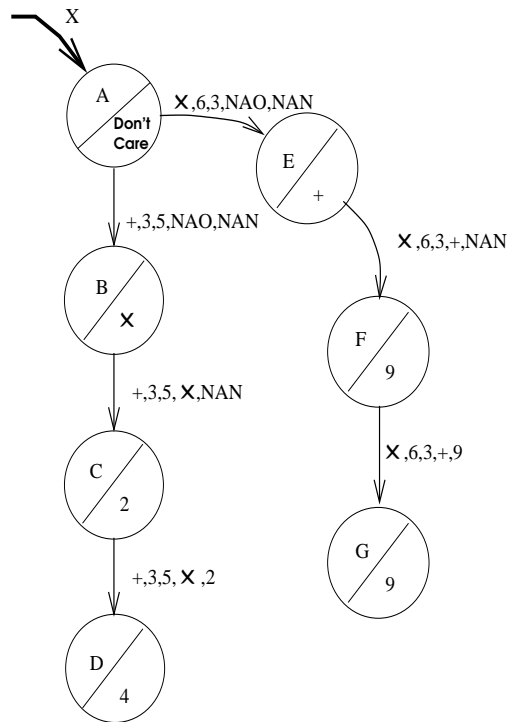 X
A
Don't
Care
×,6,3,NAO,NAN
E
+
+,3,5,NAO,NAN
×,6,3,+,NAN
B
×
F
9
+,3,5,×,NAN
×,6,3,+,9
C
2
G
9
+,3,5,×,2
D
4